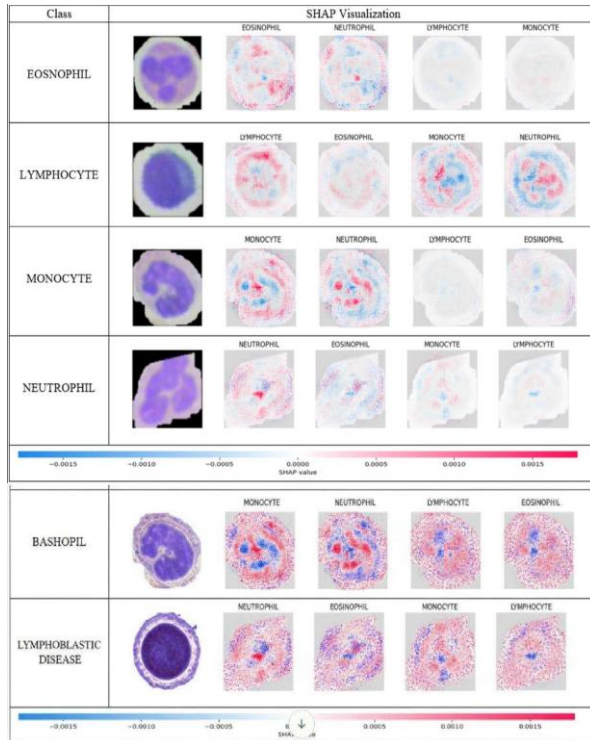 Class SHAP Visualization
EOSINOPHIL NEUTROPHIL LYMPHOCYTE MONOCYTE
EOSNOPHIL
LYMPHOCYTE EOSINOPHIL MONOCYTE NEUTROPHIL
LYMPHOCYTE
MONOCYTE NEUTROPHIL LYMPHOCYTE EOSINOPHIL
MONOCYTE
NEUTROPHIL EOSINOPHIL MONOCYTE LYMPHOCYTE
NEUTROPHIL
−0.0015 −0.0010 −0.0005 0.0000 0.0005 0.0010 0.0015
SHAP value
MONOCYTE NEUTROPHIL LYMPHOCYTE EOSINOPHIL
BASHOPIL
NEUTROPHIL EOSINOPHIL MONOCYTE LYMPHOCYTE
LYMPHOBLASTIC
DISEASE
−0.0015 −0.0010 −0.0005 0.0005 0.0010 0.0015